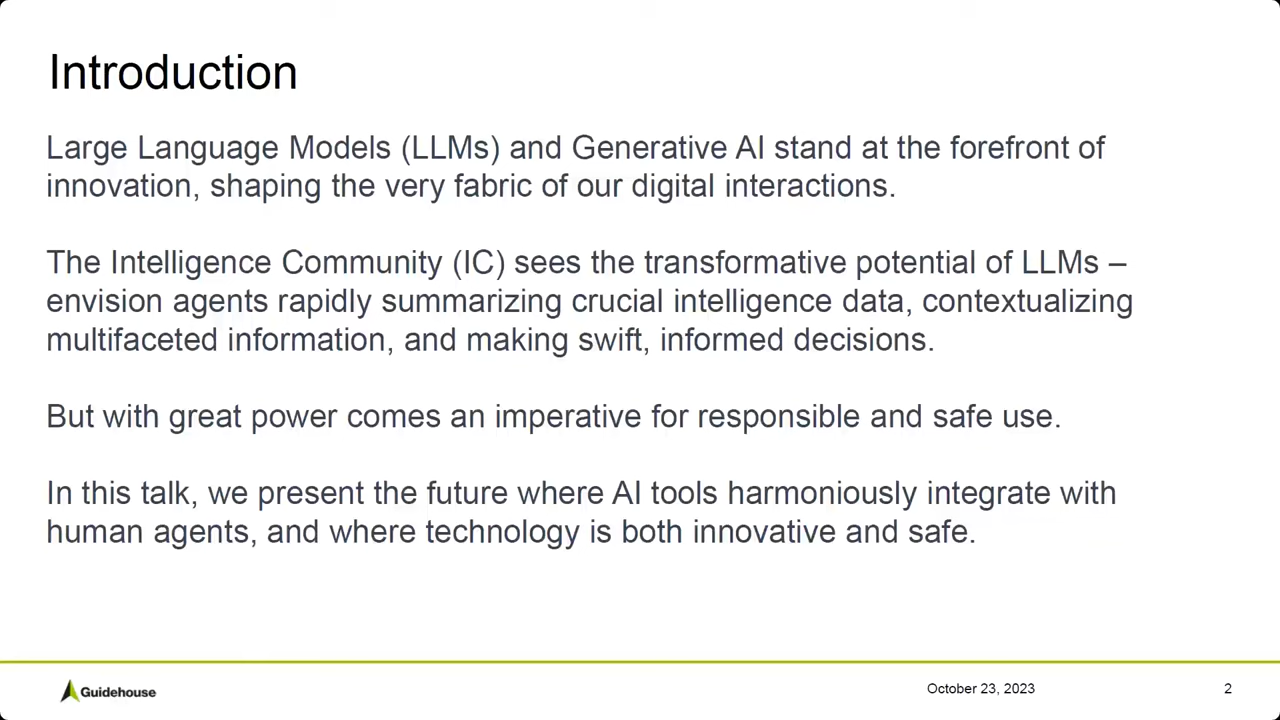 Introduction
Large Language Models (LLMs) and Generative AI stand at the forefront of
innovation, shaping the very fabric of our digital interactions.
The Intelligence Community (IC) sees the transformative potential of LLMs –
envision agents rapidly summarizing crucial intelligence data, contextualizing
multifaceted information, and making swift, informed decisions.
But with great power comes an imperative for responsible and safe use.
In this talk, we present the future where AI tools harmoniously integrate with
human agents, and where technology is both innovative and safe.
Guidehouse
October 23, 2023
2